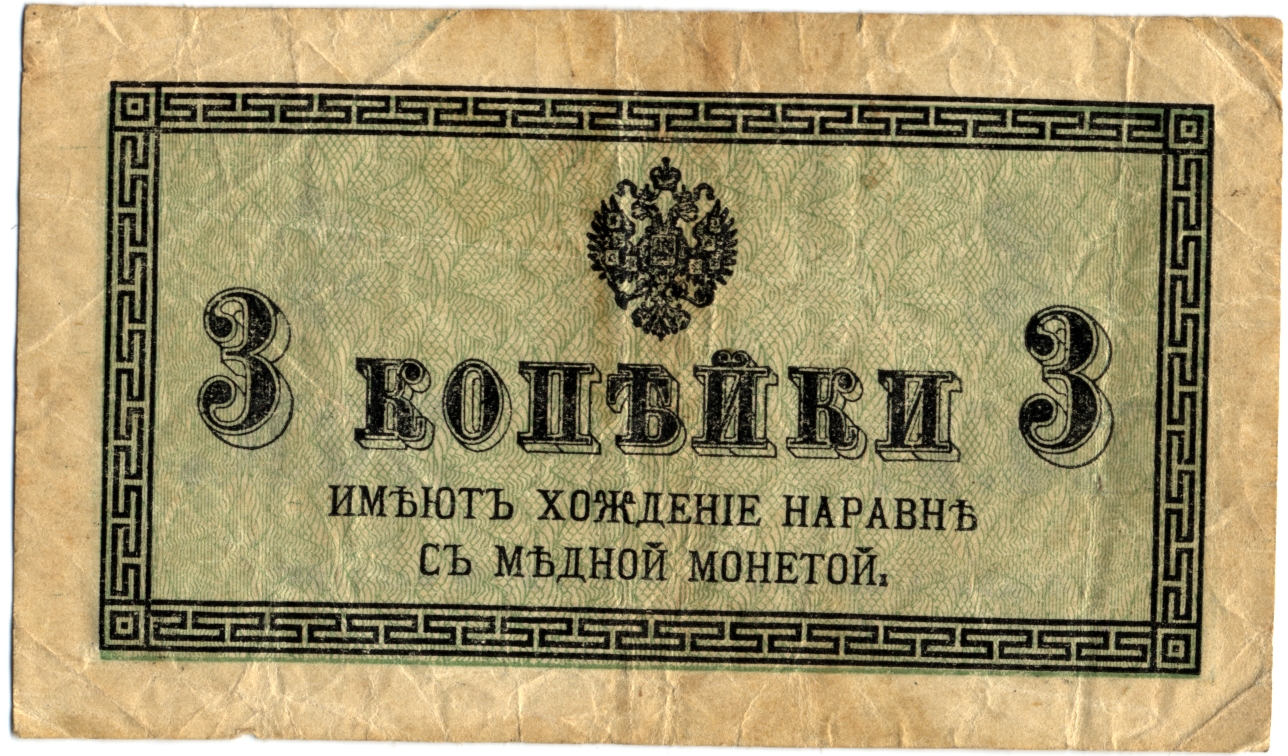 3 КОПѢЙКИ 3
ИМѢЮТЪ ХОЖДЕНІЕ НАРАВНѢ
СЪ МѢДНОЙ МОНЕТОЙ.